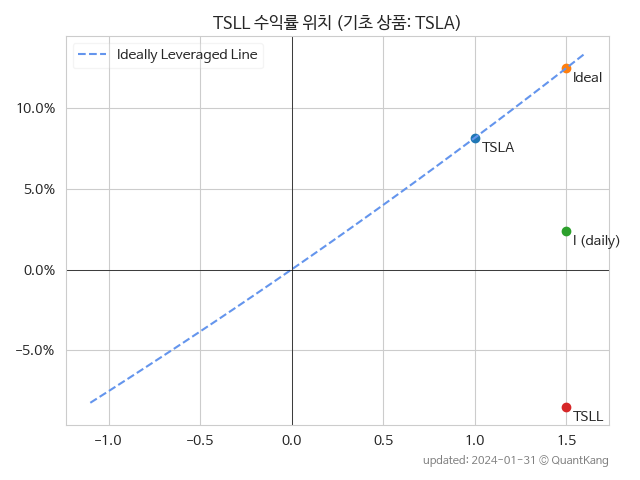 TSLL 수익률 위치 (기초 상품: TSLA)
Ideally Leveraged Line
Ideal
10.0%
TSLA
5.0%
I (daily)
0.0%
−5.0%
TSLL
−1.0 −0.5 0.0 0.5 1.0 1.5
updated: 2024-01-31 © QuantKang